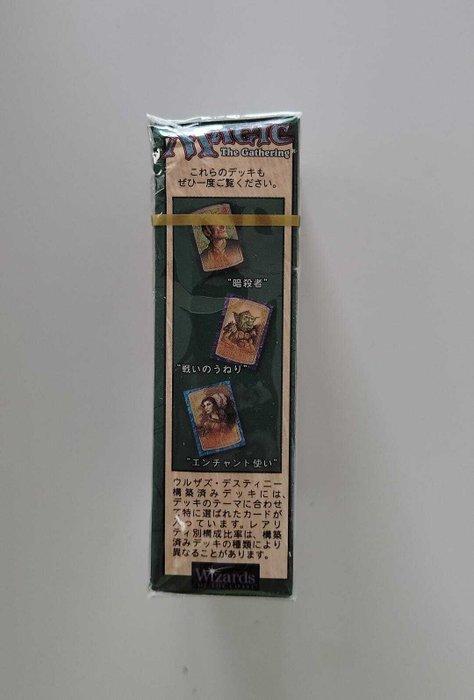 MAGIC
The Gathering
これらのデッキも
ぜひ一度ご覧ください。
"暗殺者"
"戦いのうねり"
"エンチャント使い"
ウルザズ・デスティニー
構築済みデッキには、
デッキのテーマに合わせ
て特に選ばれたカードが
っています。レアリ
ティ別構成比率は、構築
済みデッキの種類により
異なることがあります。
Wizards
OF THE COAST